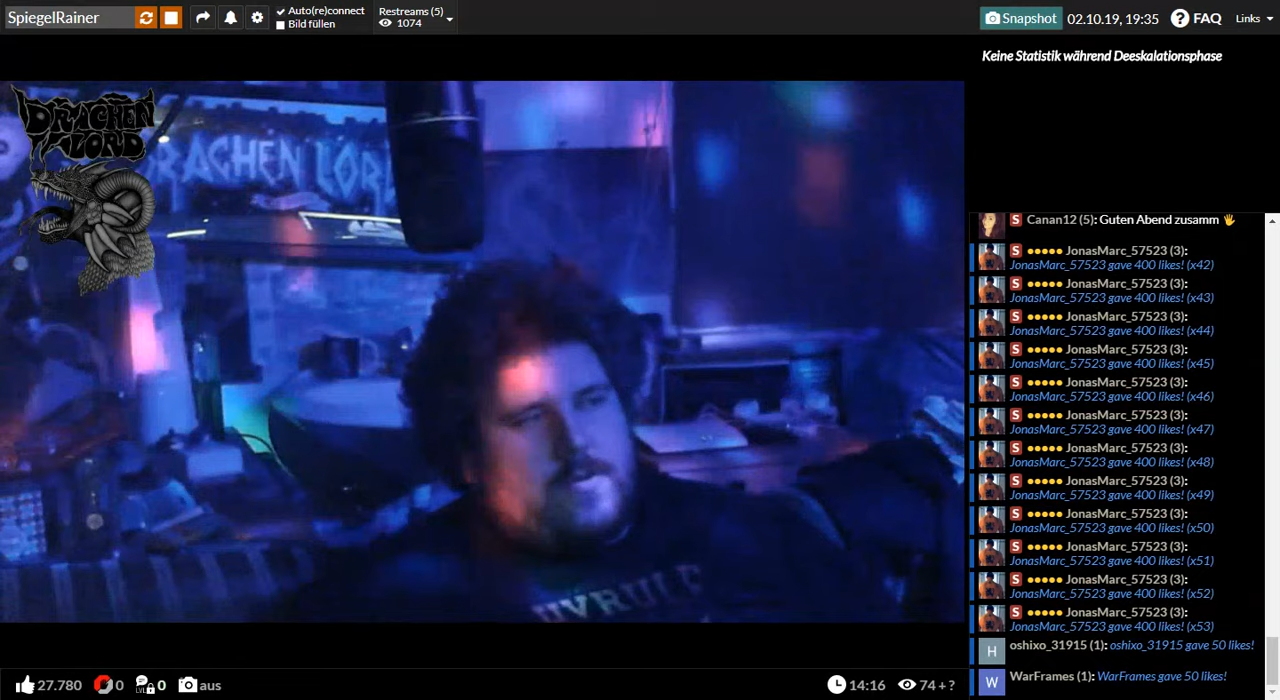 SpiegelRainer
Auto(re)connect
Bild füllen
Restreams (5)
1074
Snapshot
02.10.19, 19:35
FAQ
Links
Keine Statistik während Deeskalationsphase
DRACHEN
LORD
DRACHEN LORD
HYRULE
Canan12 (5): Guten Abend zusamm 🖐
S ●●●●● JonasMarc_57523 (3):
JonasMarc_57523 gave 400 likes! (x42)
S ●●●●● JonasMarc_57523 (3):
JonasMarc_57523 gave 400 likes! (x43)
S ●●●●● JonasMarc_57523 (3):
JonasMarc_57523 gave 400 likes! (x44)
S ●●●●● JonasMarc_57523 (3):
JonasMarc_57523 gave 400 likes! (x45)
S ●●●●● JonasMarc_57523 (3):
JonasMarc_57523 gave 400 likes! (x46)
S ●●●●● JonasMarc_57523 (3):
JonasMarc_57523 gave 400 likes! (x47)
S ●●●●● JonasMarc_57523 (3):
JonasMarc_57523 gave 400 likes! (x48)
S ●●●●● JonasMarc_57523 (3):
JonasMarc_57523 gave 400 likes! (x49)
S ●●●●● JonasMarc_57523 (3):
JonasMarc_57523 gave 400 likes! (x50)
S ●●●●● JonasMarc_57523 (3):
JonasMarc_57523 gave 400 likes! (x51)
S ●●●●● JonasMarc_57523 (3):
JonasMarc_57523 gave 400 likes! (x52)
S ●●●●● JonasMarc_57523 (3):
JonasMarc_57523 gave 400 likes! (x53)
H oshixo_31915 (1): oshixo_31915 gave 50 likes!
W WarFrames (1): WarFrames gave 50 likes!
27.780
0
LVL 0
aus
14:16
74 + ?